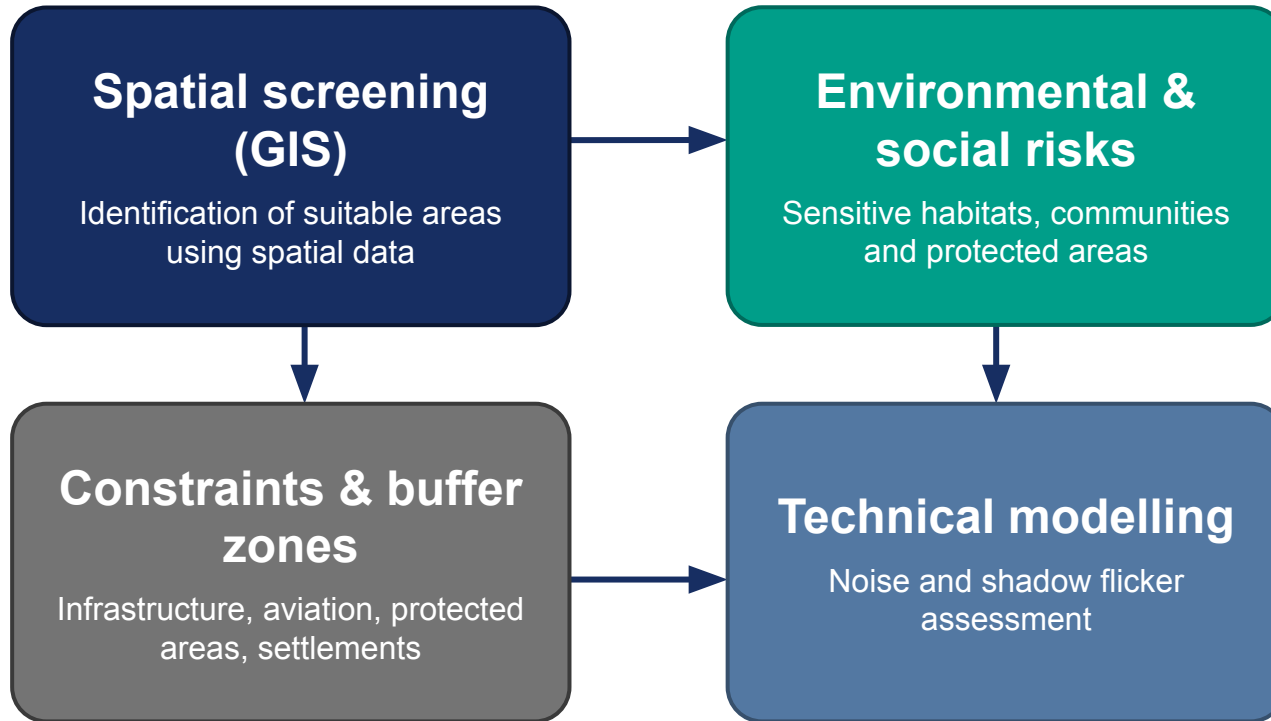 Spatial screening
(GIS)
Identification of suitable areas
using spatial data
Environmental &
social risks
Sensitive habitats, communities
and protected areas
Constraints & buffer
zones
Infrastructure, aviation, protected
areas, settlements
Technical modelling
Noise and shadow flicker
assessment